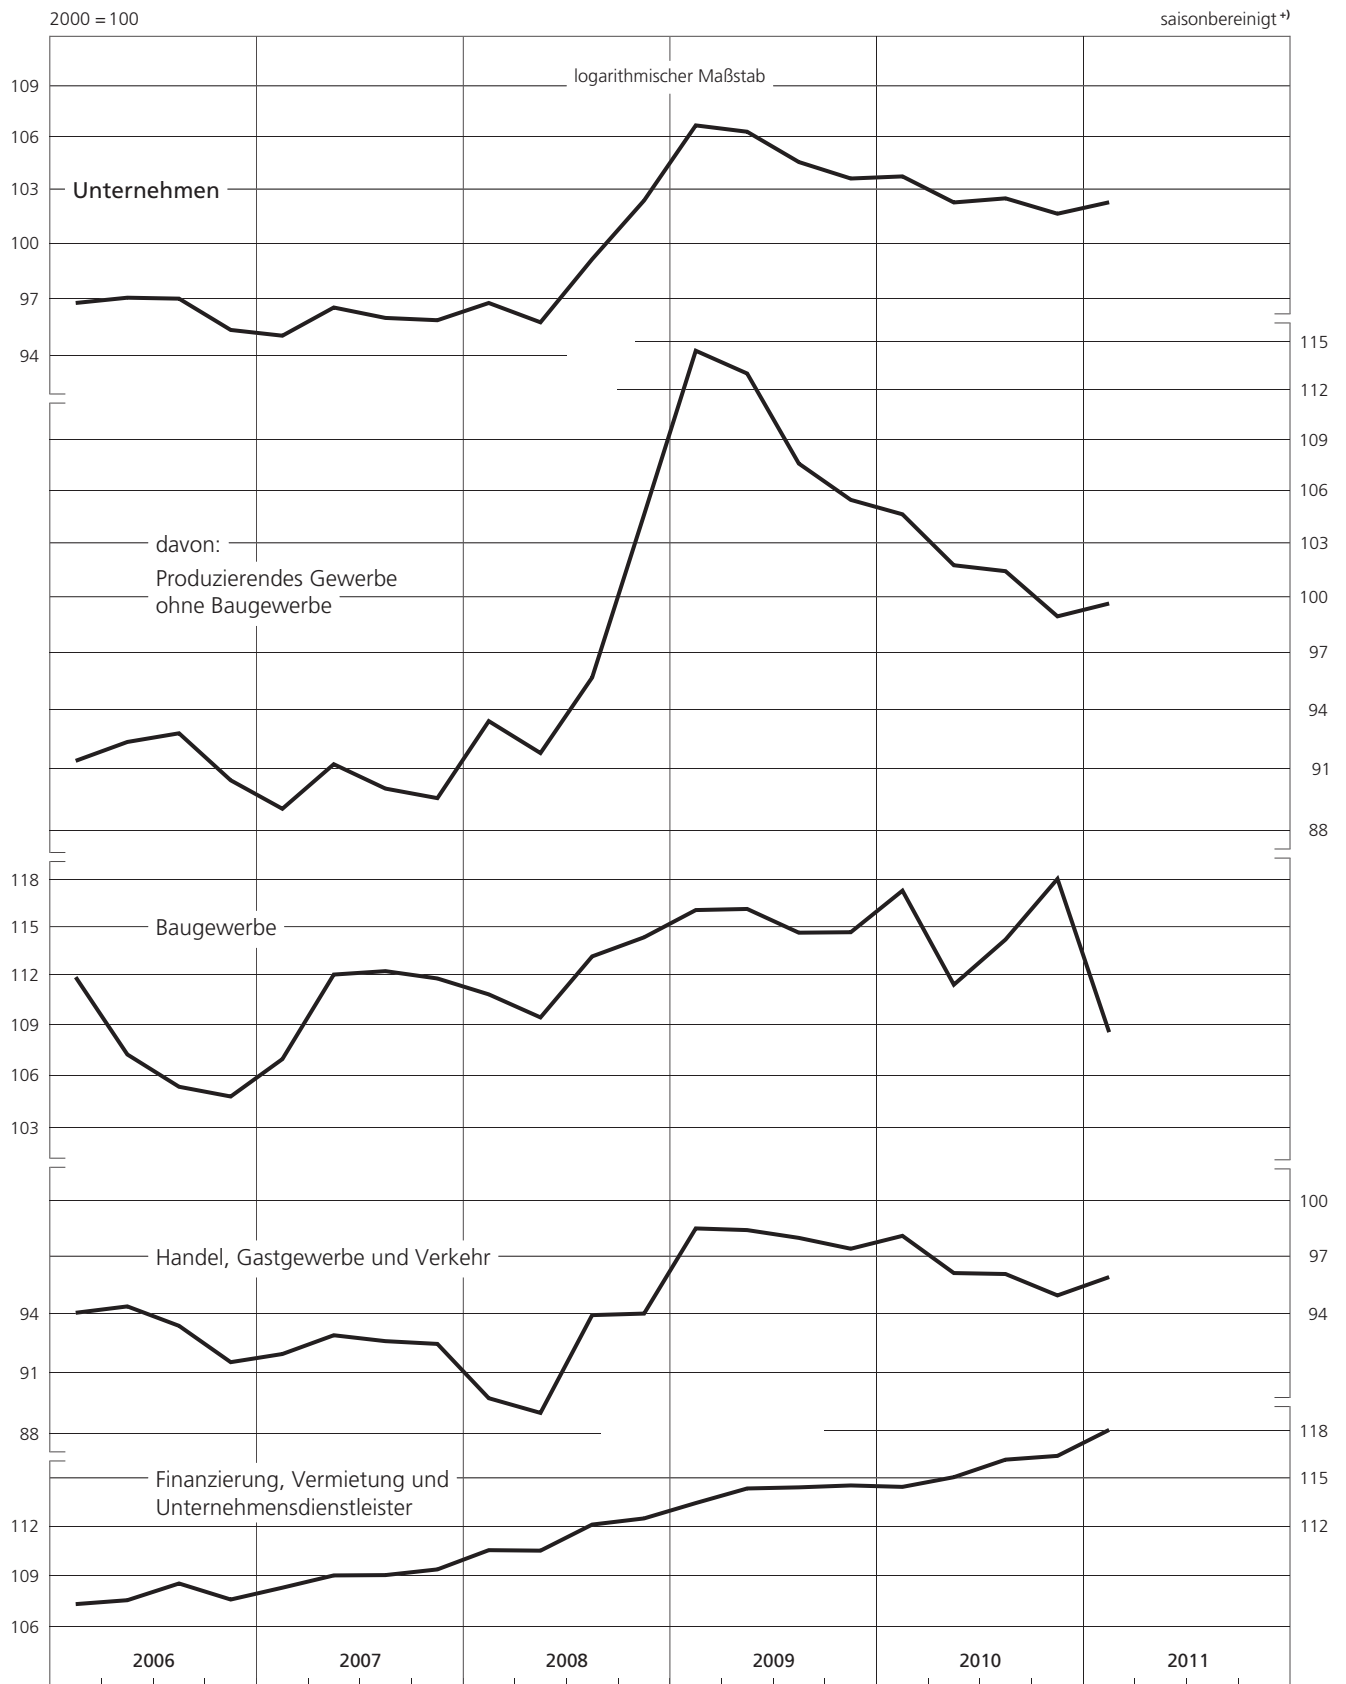 2000 = 100
saisonbereinigt +)
logarithmischer Maßstab
109
106
103
Unternehmen
100
97
94
115
112
109
106
davon:
103
Produzierendes Gewerbe
ohne Baugewerbe
100
97
94
91
88
118
115
Baugewerbe
112
109
106
103
100
Handel, Gastgewerbe und Verkehr
97
94
94
91
88
118
Finanzierung, Vermietung und
115
Unternehmensdienstleister
112
112
109
106
2006 2007 2008 2009 2010 2011